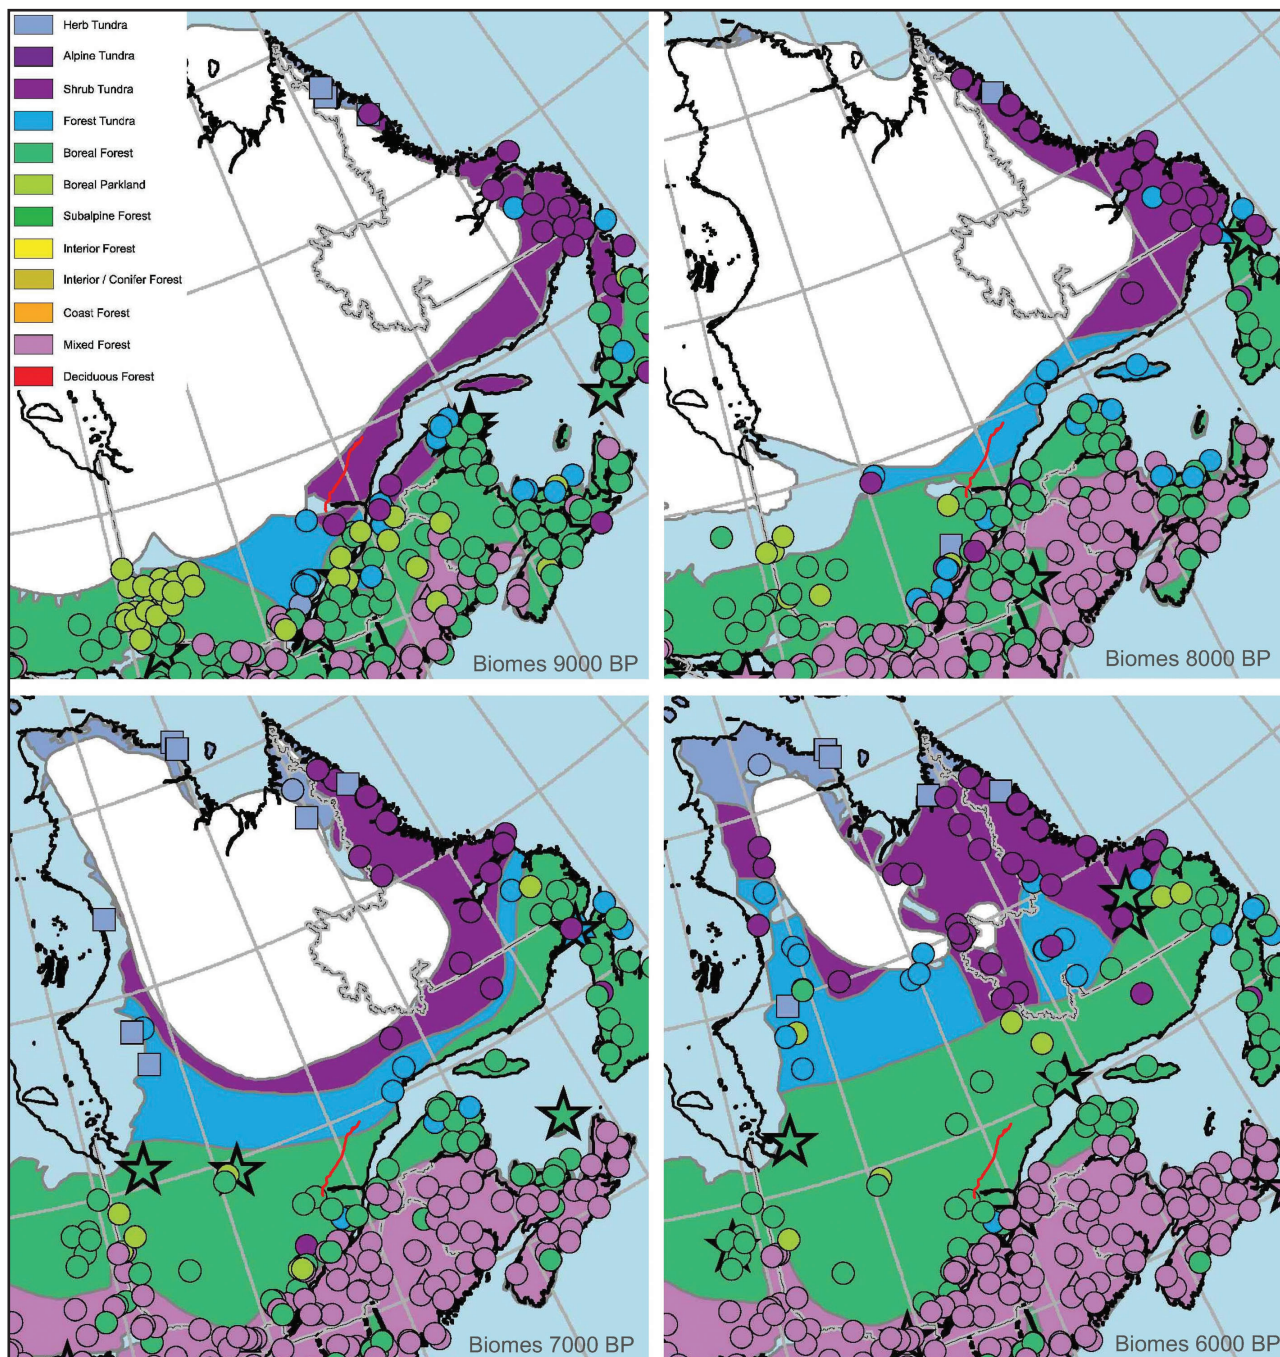 Herb Tundra
Alpine Tundra
Shrub Tundra
Forest Tundra
Boreal Forest
Boreal Parkland
Subalpine Forest
Interior Forest
Interior / Conifer Forest
Coast Forest
Mixed Forest
Deciduous Forest
Biomes 9000 BP
Biomes 8000 BP
Biomes 7000 BP
Biomes 6000 BP